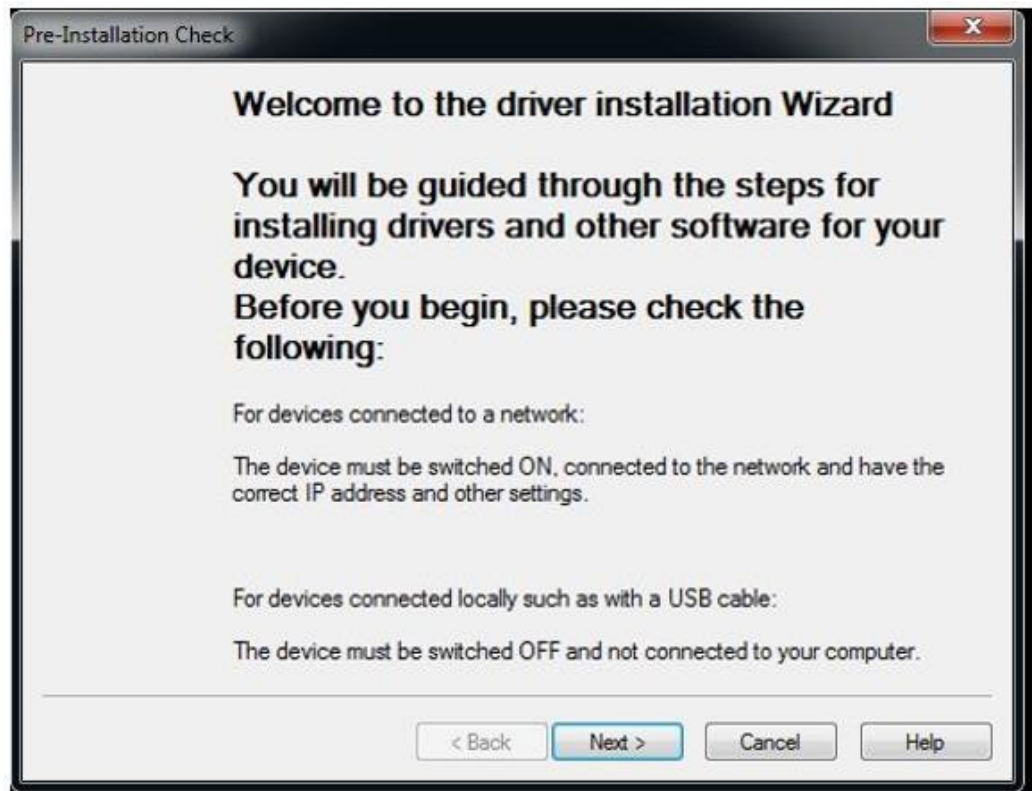 Pre-Installation Check
Welcome to the driver installation Wizard
You will be guided through the steps for
installing drivers and other software for your
device.
Before you begin, please check the
following:
For devices connected to a network:
The device must be switched ON, connected to the network and have the
correct IP address and other settings.
For devices connected locally such as with a USB cable:
The device must be switched OFF and not connected to your computer.
< Back Next > Cancel Help